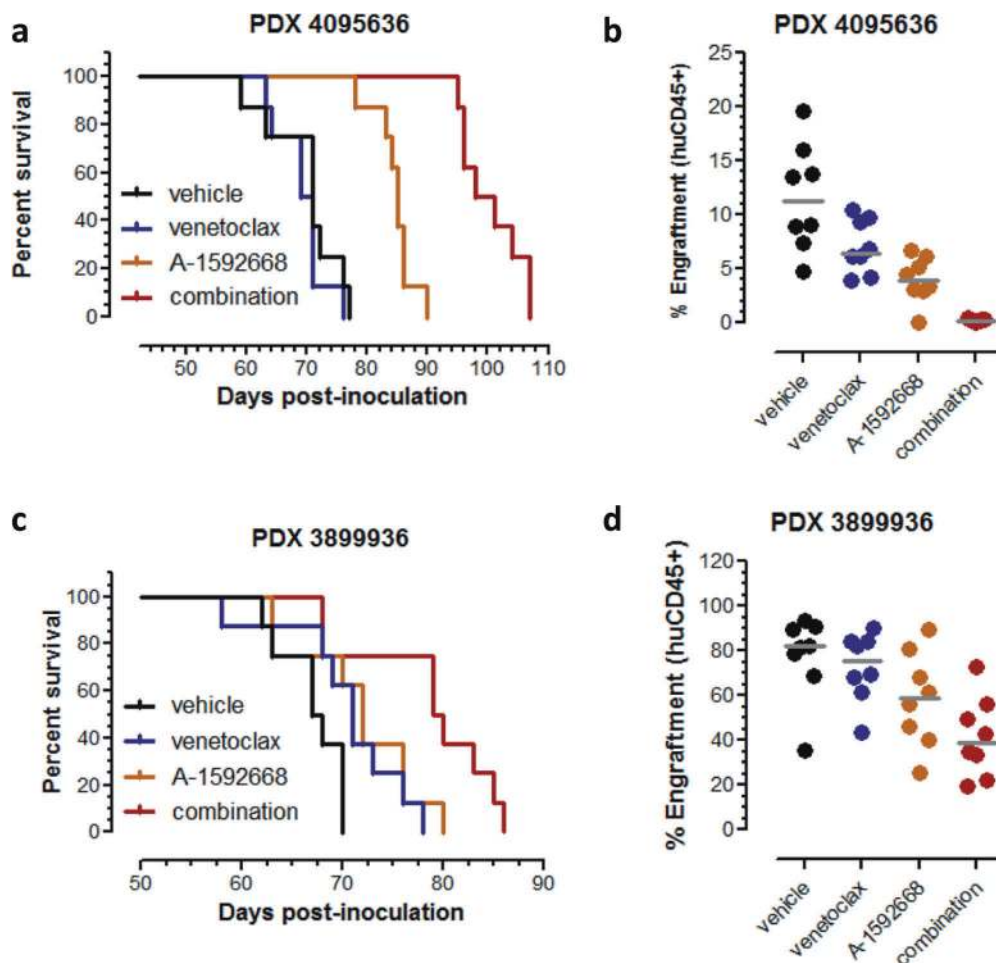 a
PDX 4095636
Percent survival
100
80
60
40
20
0
vehicle
venetoclax
A-1592668
combination
50 60 70 80 90 100 110
Days post-inoculation
b
PDX 4095636
% Engraftment (huCD45+)
25
20
15
10
5
0
vehicle
venetoclax
A-1592668
combination
c
PDX 3899936
Percent survival
100
80
60
40
20
0
vehicle
venetoclax
A-1592668
combination
50 60 70 80 90
Days post-inoculation
d
PDX 3899936
% Engraftment (huCD45+)
120
100
80
60
40
20
0
vehicle
venetoclax
A-1592668
combination